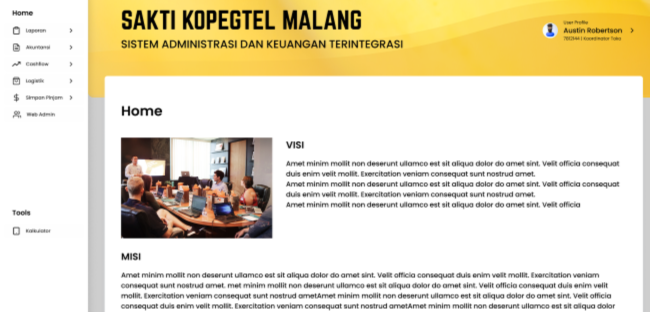 Home
Laporan
Akuntansi
Cashflow
Logistik
Simpan Pinjam
Web Admin
Tools
Kalkulator
SAKTI KOPEGTEL MALANG
SISTEM ADMINISTRASI DAN KEUANGAN TERINTEGRASI
User Profile
Austin Robertson
Koordinator Toko
Home
VISI
Amet minim mollit non deserunt ullamco est sit aliqua dolor do amet sint. Velit officia consequat
duis enim velit mollit. Exercitation veniam consequat sunt nostrud amet.
Amet minim mollit non deserunt ullamco est sit aliqua dolor do amet sint. Velit officia consequat
duis enim velit mollit. Exercitation veniam consequat sunt nostrud amet.
Amet minim mollit non deserunt ullamco est sit aliqua dolor do amet sint. Velit officia
MISI
Amet minim mollit non deserunt ullamco est sit aliqua dolor do amet sint. Velit officia consequat duis enim velit mollit. Exercitation veniam
consequat sunt nostrud amet. met minim mollit non deserunt ullamco est sit aliqua dolor do amet sint. Velit officia consequat duis enim velit
mollit. Exercitation veniam consequat sunt nostrud ametAmet minim mollit non deserunt ullamco est sit aliqua dolor do amet sint. Velit officia
consequat duis enim velit mollit. Exercitation veniam consequat sunt nostrud ametAmet minim mollit non deserunt ullamco est sit aliqua dolor